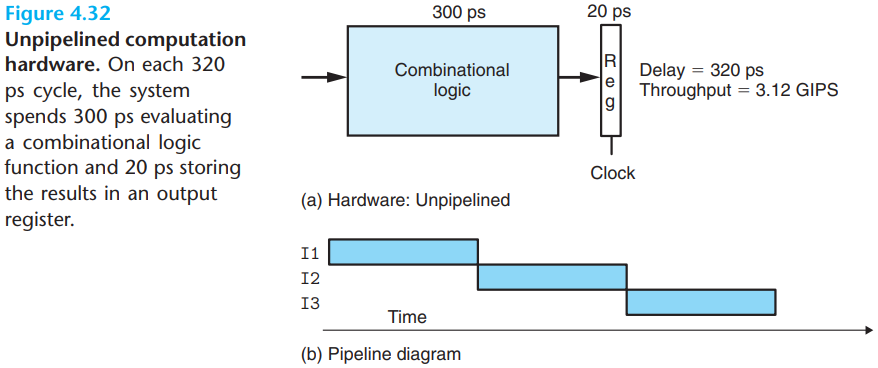 Figure 4.32
Unpipelined computation
hardware. On each 320
ps cycle, the system
spends 300 ps evaluating
a combinational logic
function and 20 ps storing
the results in an output
register.
300 ps
20 ps
Combinational
logic
R
e
g
Delay = 320 ps
Throughput = 3.12 GIPS
Clock
(a) Hardware: Unpipelined
I1
I2
I3
Time
(b) Pipeline diagram